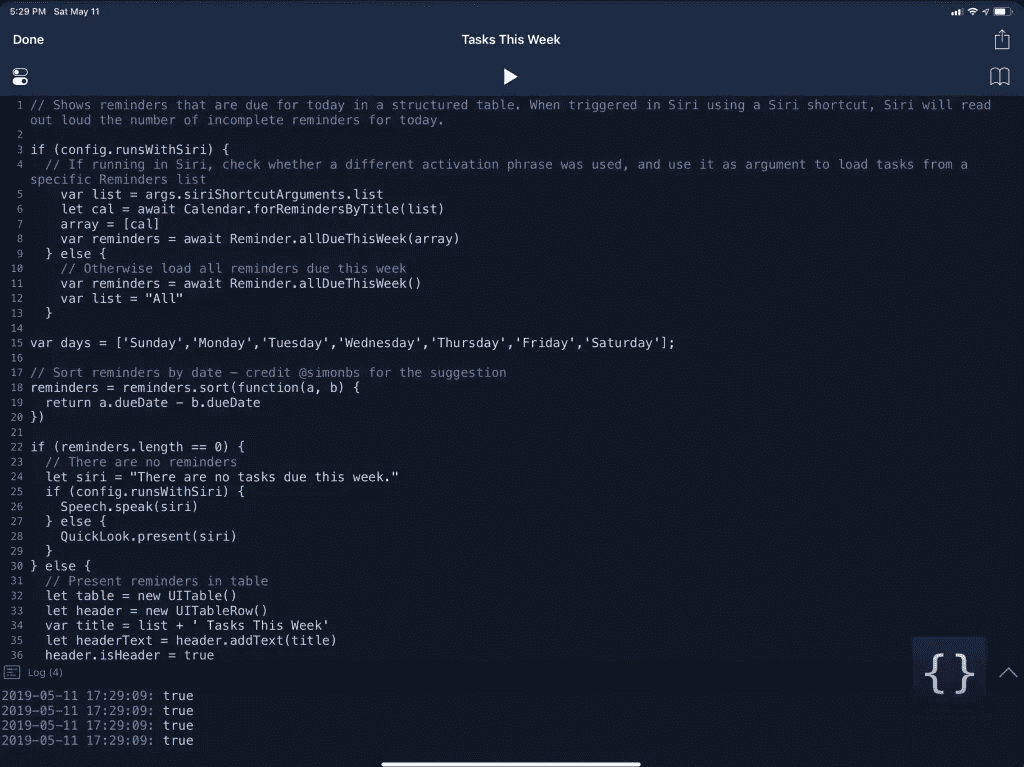 5:29 PM Sat May 11
Done
Tasks This Week
1 // Shows reminders that are due for today in a structured table. When triggered in Siri using a Siri shortcut, Siri will read
out loud the number of incomplete reminders for today.
2
3 if (config.runsWithSiri) {
4   // If running in Siri, check whether a different activation phrase was used, and use it as argument to load tasks from a
specific Reminders list
5     var list = args.siriShortcutArguments.list
6     let cal = await Calendar.forRemindersByTitle(list)
7     array = [cal]
8     var reminders = await Reminder.allDueThisWeek(array)
9   } else {
10     // Otherwise load all reminders due this week
11     var reminders = await Reminder.allDueThisWeek()
12     var list = "All"
13   }
14
15 var days = ['Sunday','Monday','Tuesday','Wednesday','Thursday','Friday','Saturday'];
16
17 // Sort reminders by date – credit @simonbs for the suggestion
18 reminders = reminders.sort(function(a, b) {
19   return a.dueDate - b.dueDate
20 })
21
22 if (reminders.length == 0) {
23   // There are no reminders
24   let siri = "There are no tasks due this week."
25   if (config.runsWithSiri) {
26     Speech.speak(siri)
27   } else {
28     QuickLook.present(siri)
29   }
30 } else {
31   // Present reminders in table
32   let table = new UITable()
33   let header = new UITableRow()
34   var title = list + ' Tasks This Week'
35   let headerText = header.addText(title)
36   header.isHeader = true
Log (4)
{}
2019-05-11 17:29:09: true
2019-05-11 17:29:09: true
2019-05-11 17:29:09: true
2019-05-11 17:29:09: true